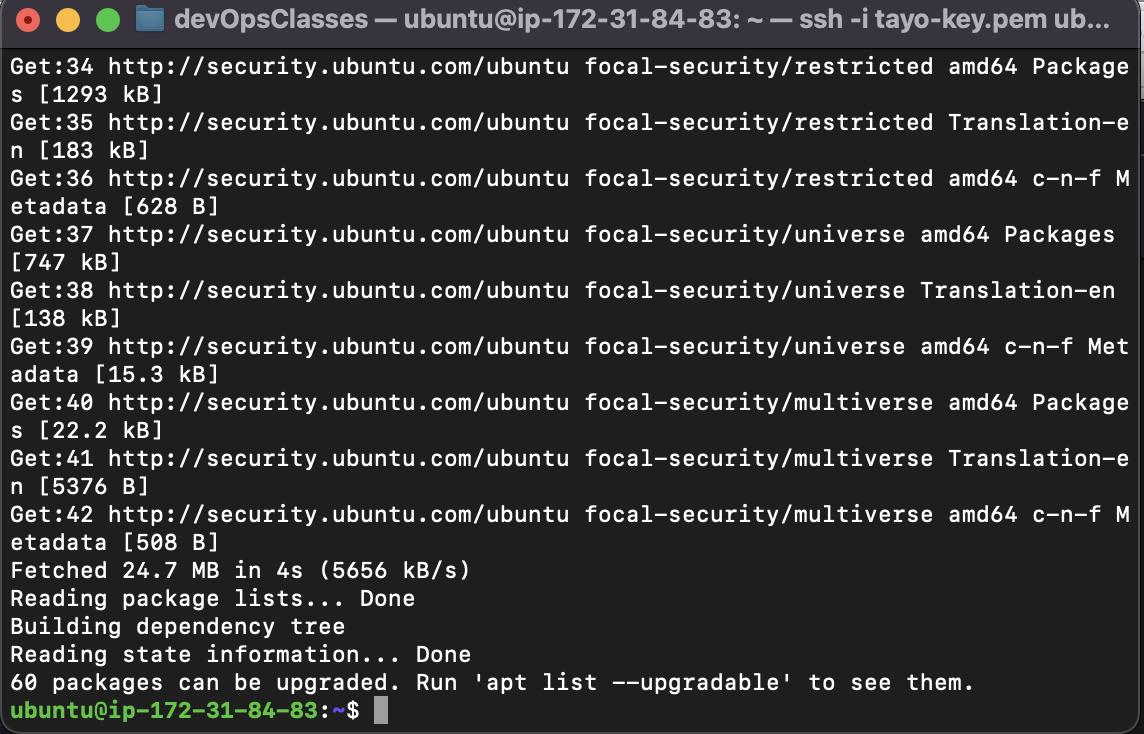 devOpsClasses — ubuntu@ip-172-31-84-83: ~ — ssh -i tayo-key.pem ub...
Get:34 http://security.ubuntu.com/ubuntu focal-security/restricted amd64 Package
s [1293 kB]
Get:35 http://security.ubuntu.com/ubuntu focal-security/restricted Translation-e
n [183 kB]
Get:36 http://security.ubuntu.com/ubuntu focal-security/restricted amd64 c-n-f M
etadata [628 B]
Get:37 http://security.ubuntu.com/ubuntu focal-security/universe amd64 Packages
[747 kB]
Get:38 http://security.ubuntu.com/ubuntu focal-security/universe Translation-en
[138 kB]
Get:39 http://security.ubuntu.com/ubuntu focal-security/universe amd64 c-n-f Met
adata [15.3 kB]
Get:40 http://security.ubuntu.com/ubuntu focal-security/multiverse amd64 Package
s [22.2 kB]
Get:41 http://security.ubuntu.com/ubuntu focal-security/multiverse Translation-e
n [5376 B]
Get:42 http://security.ubuntu.com/ubuntu focal-security/multiverse amd64 c-n-f M
etadata [508 B]
Fetched 24.7 MB in 4s (5656 kB/s)
Reading package lists... Done
Building dependency tree
Reading state information... Done
60 packages can be upgraded. Run 'apt list --upgradable' to see them.
ubuntu@ip-172-31-84-83:~$